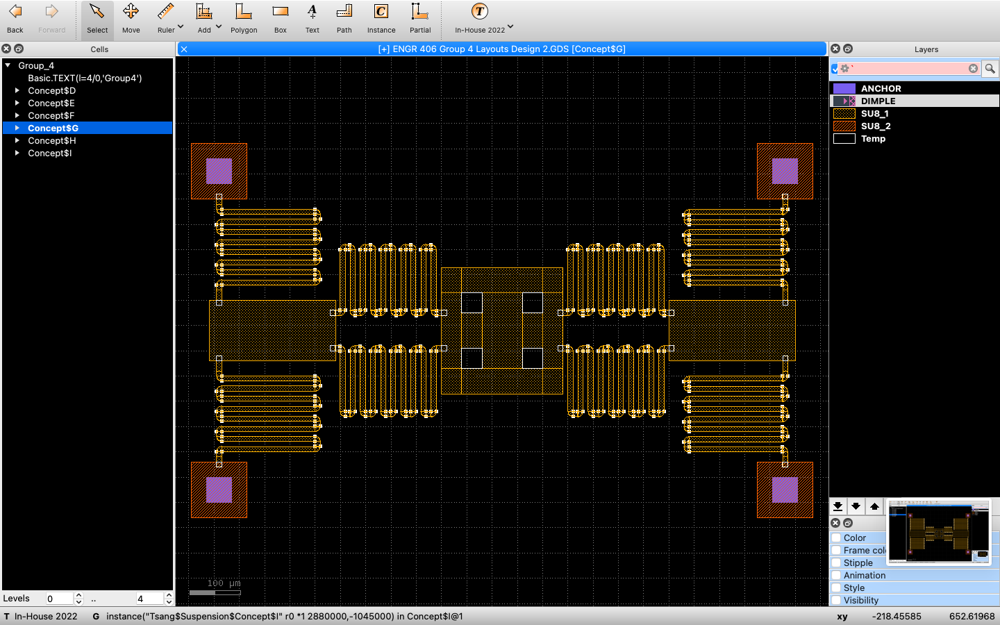 Back
Forward
Select
Move
Ruler
Add
Polygon
Box
Text
Path
Instance
Partial
In-House 2022
Cells
[+] ENGR 406 Group 4 Layouts Design 2.GDS [Concept$G]
Layers
Group_4
Basic.TEXT(l=4/0,'Group4')
Concept$D
Concept$E
Concept$F
Concept$G
Concept$H
Concept$I
`
ANCHOR
DIMPLE
SU8_1
SU8_2
Temp
100 µm
Color
Frame colo
Stipple
Animation
Style
Visibility
Levels 0 .. 4
T In-House 2022 G instance("Tsang$Suspension$Concept$I" r0 *1 2880000,-1045000) in Concept$I@1 xy -218.45585 652.61968